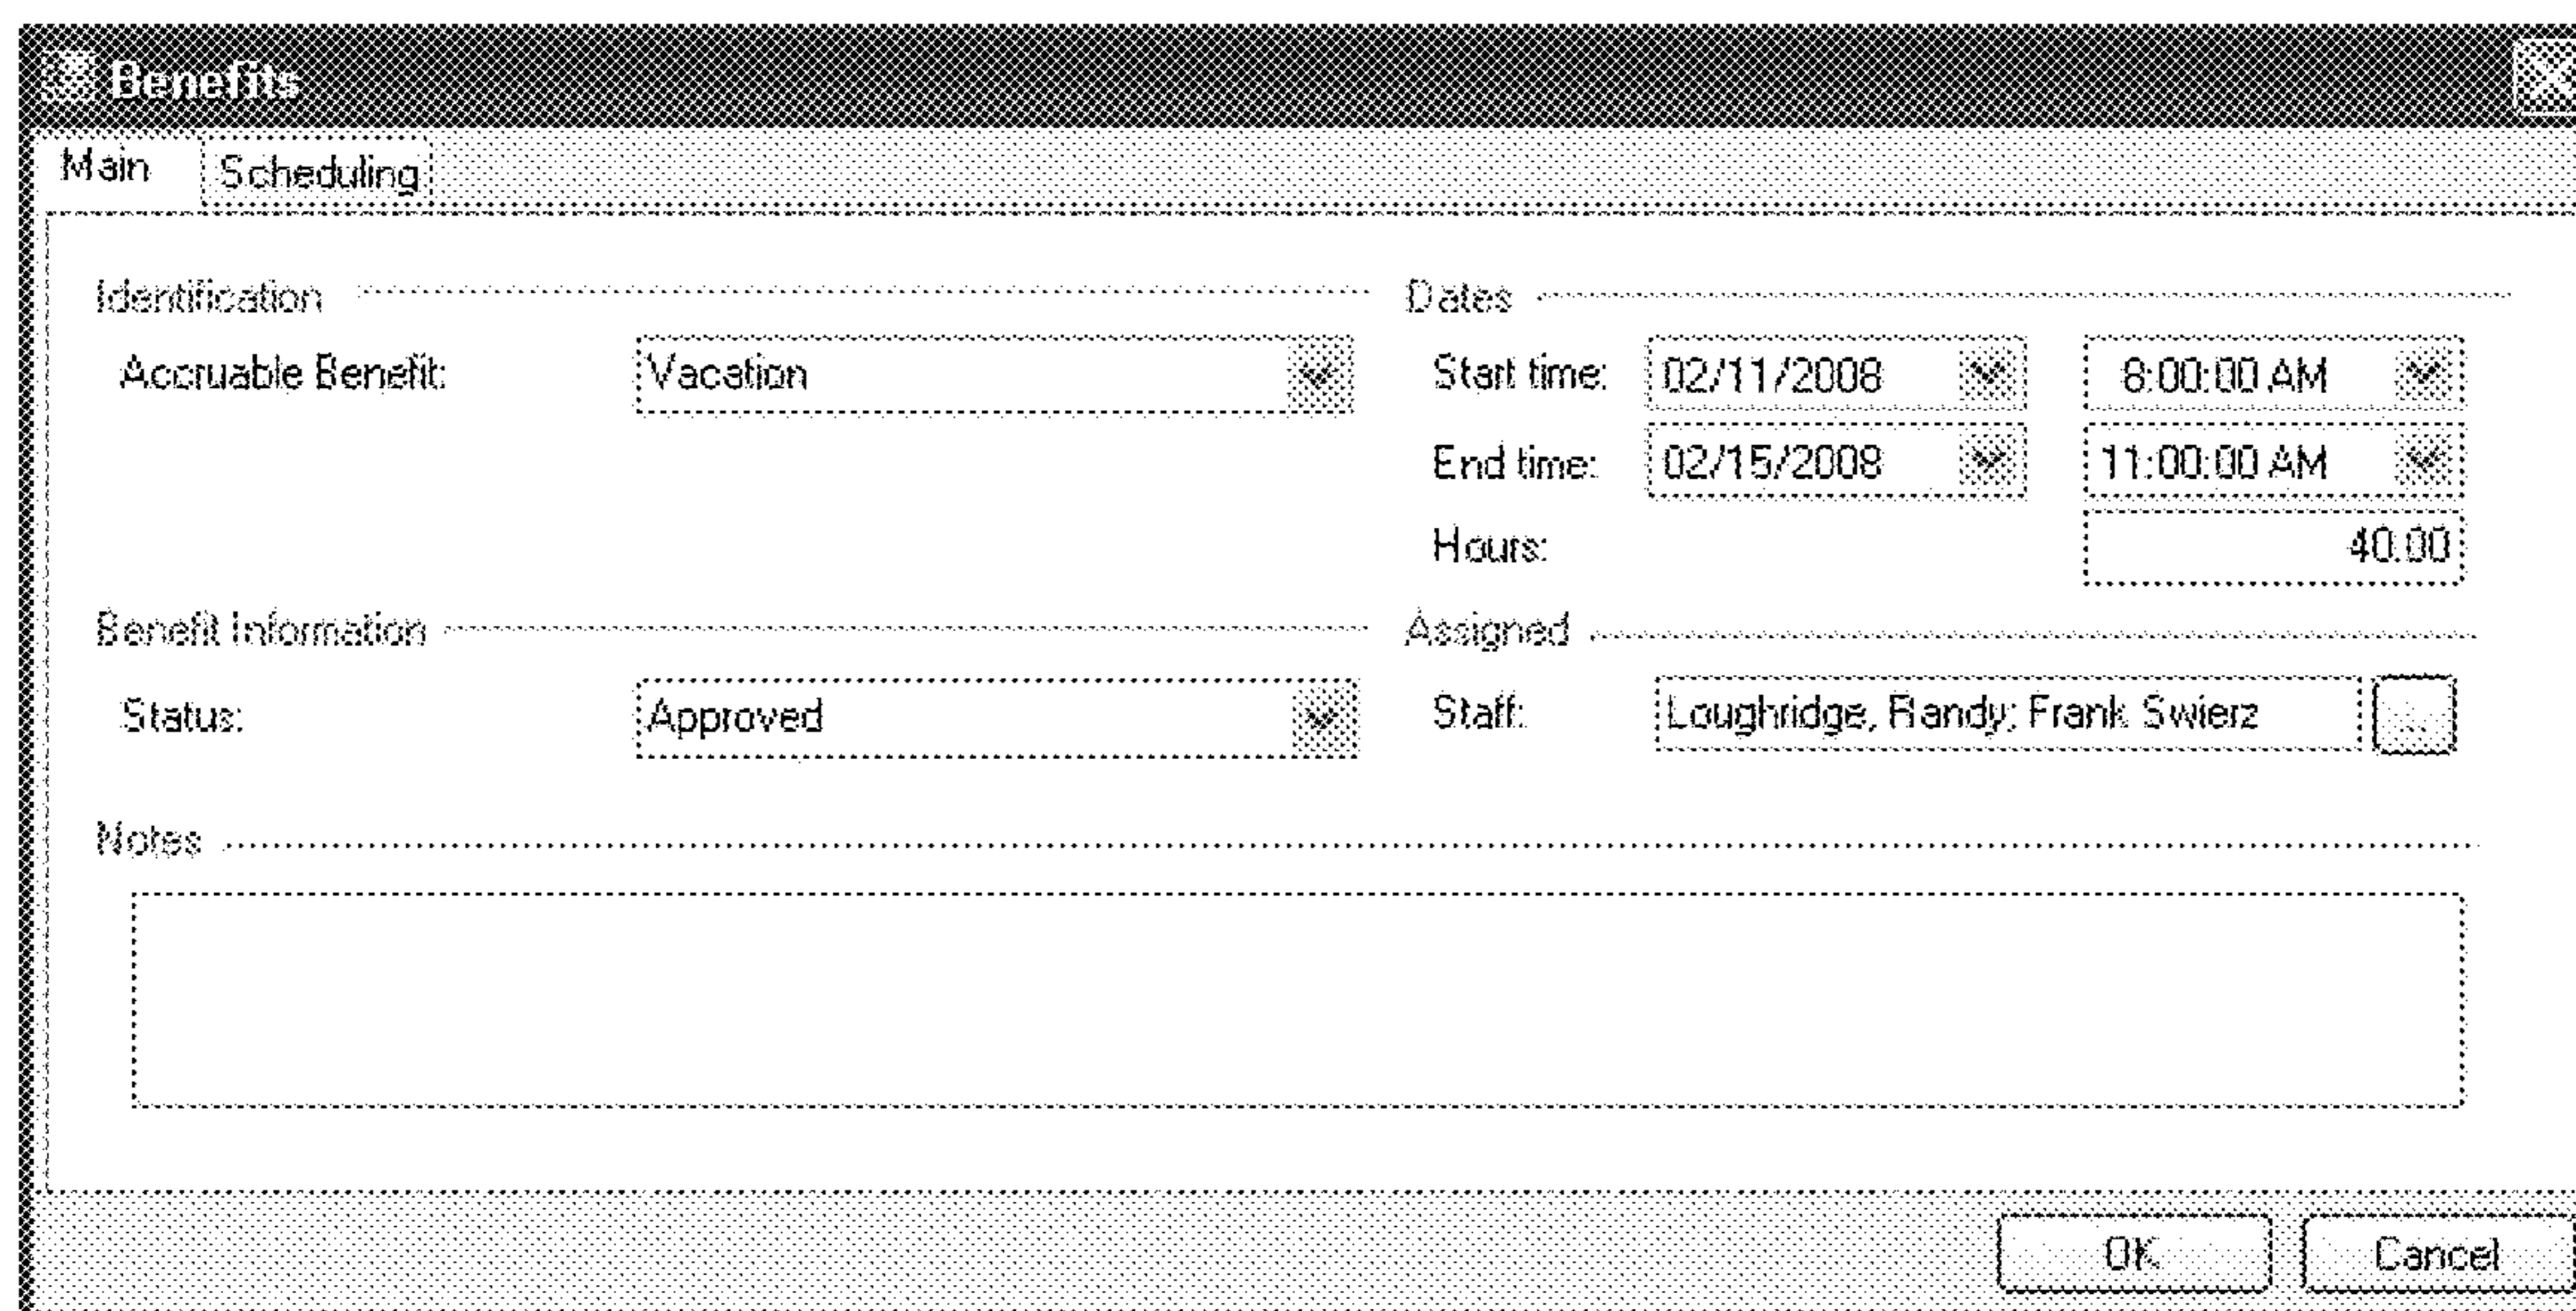 Benefits
Main Scheduling
Identification
Accruable Benefit: Vacation
Dates
Start time: 02/11/2008 8:00:00 AM
End time: 02/15/2008 11:00:00 AM
Hours: 40.00
Benefit Information
Status: Approved
Assigned
Staff: Loughridge, Randy; Frank Swierz ...
Notes
OK Cancel